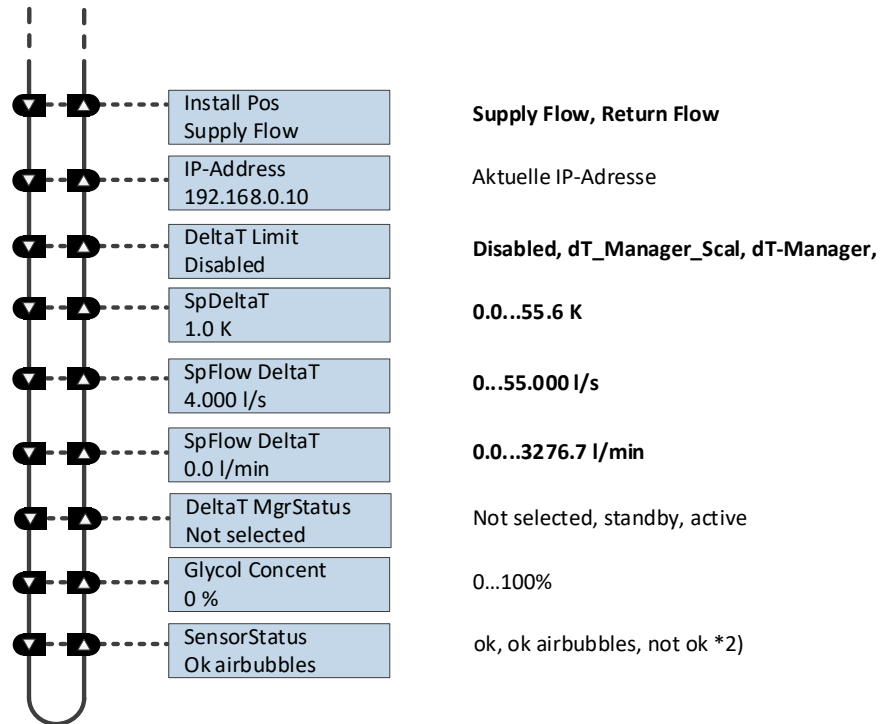 Install Pos
Supply Flow
Supply Flow, Return Flow
IP-Address
192.168.0.10
Aktuelle IP-Adresse
DeltaT Limit
Disabled
Disabled, dT_Manager_Scal, dT-Manager,
SpDeltaT
1.0 K
0.0...55.6 K
SpFlow DeltaT
4.000 l/s
0...55.000 l/s
SpFlow DeltaT
0.0 l/min
0.0...3276.7 l/min
DeltaT MgrStatus
Not selected
Not selected, standby, active
Glycol Concent
0 %
0...100%
SensorStatus
Ok airbubbles
ok, ok airbubbles, not ok *2)